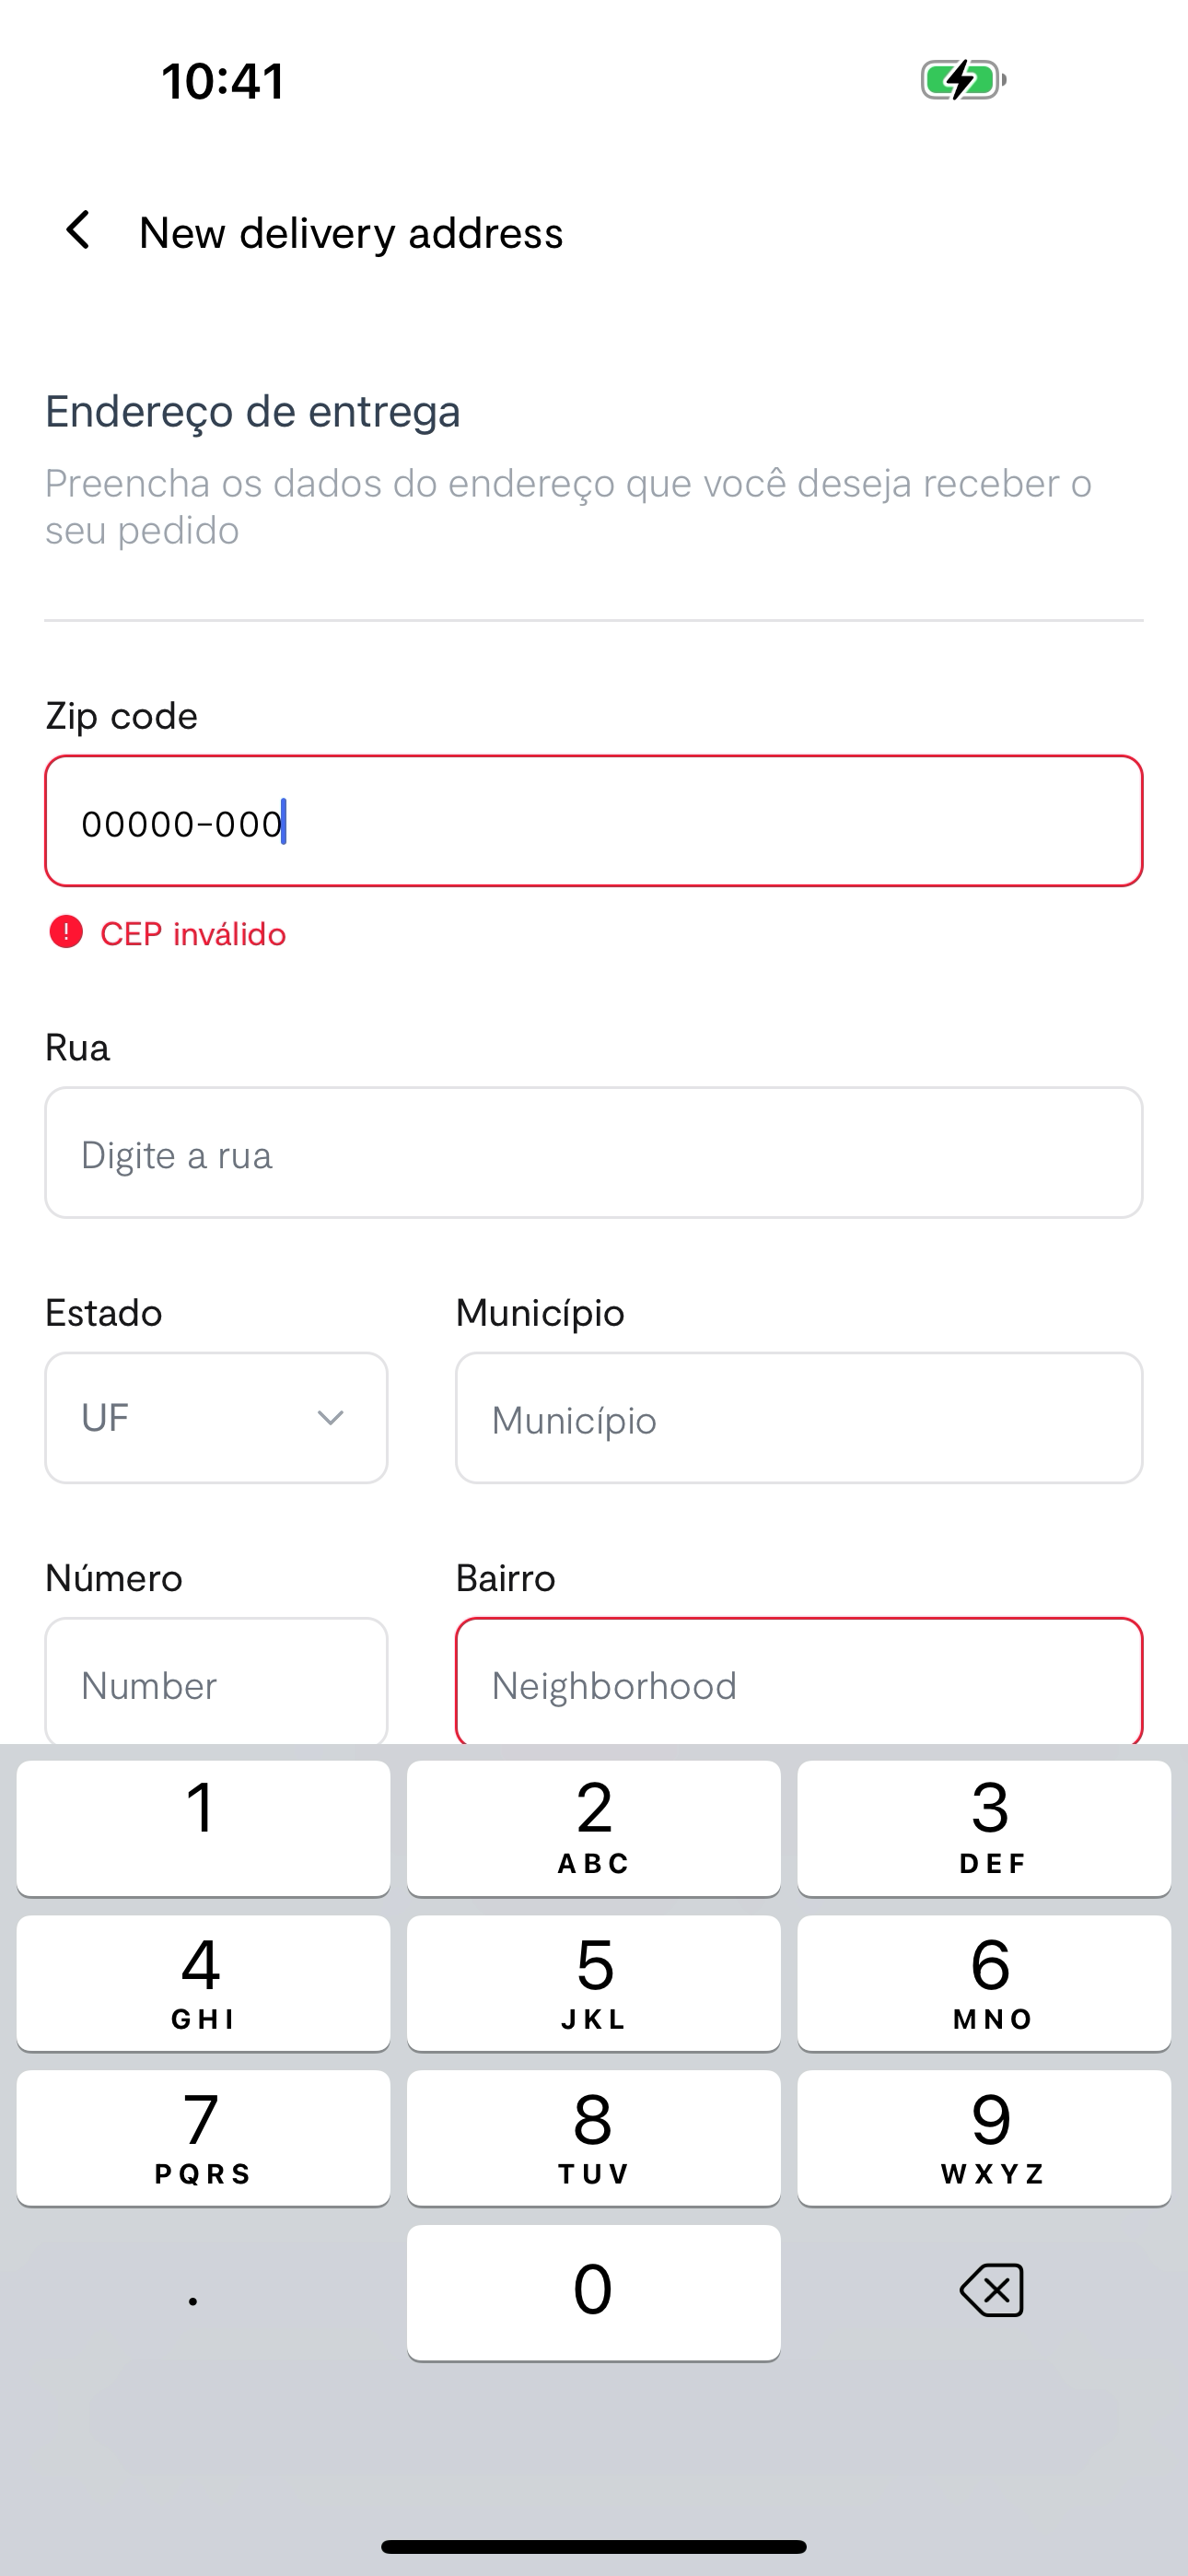 10:41
New delivery address
Endereço de entrega
Preencha os dados do endereço que você deseja receber o
seu pedido
Zip code
00000-000
! CEP inválido
Rua
Digite a rua
Estado Município
UF Município
Número Bairro
Number Neighborhood
1 2 3
ABC DEF
4 5 6
GHI JKL MNO
7 8 9
PQRS TUV WXYZ
. 0